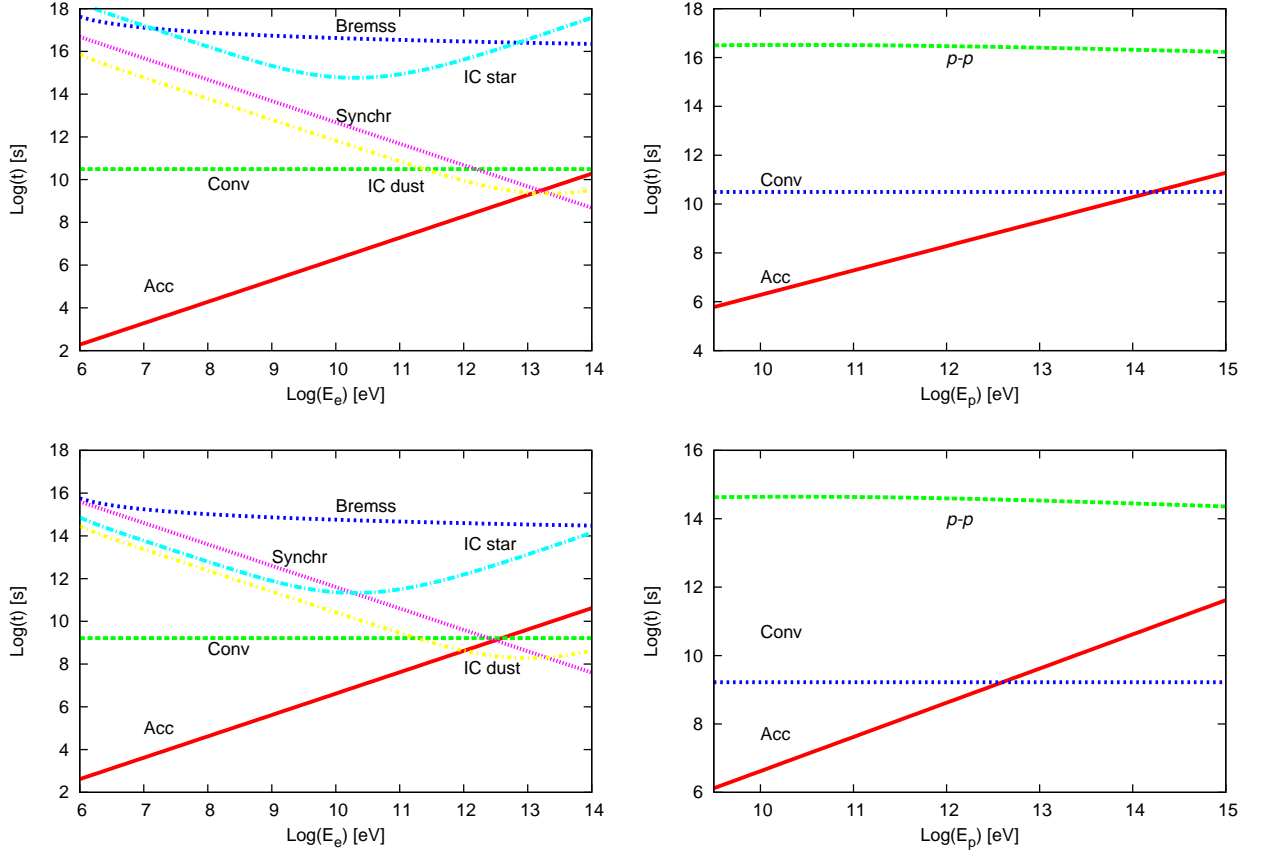 18
16
14
12
10
8
6
4
2
Log(t) [s]
Bremss
IC star
Synchr
Conv
IC dust
Acc
6 7 8 9 10 11 12 13 14
Log(E_e) [eV]
18
16
14
12
10
8
6
4
Log(t) [s]
p-p
Conv
Acc
10 11 12 13 14 15
Log(E_p) [eV]
18
16
14
12
10
8
6
4
2
Log(t) [s]
Bremss
IC star
Synchr
Conv
IC dust
Acc
6 7 8 9 10 11 12 13 14
Log(E_e) [eV]
16
14
12
10
8
6
Log(t) [s]
p-p
Conv
Acc
10 11 12 13 14 15
Log(E_p) [eV]